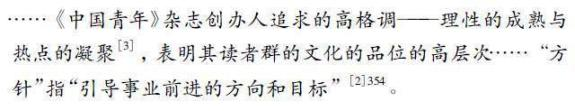 ……《中国青年》杂志创办人追求的高格调——理性的成熟与
热点的凝聚[3]，表明其读者群的文化的品位的高层次……“方
针”指“引导事业前进的方向和目标”[2]354。